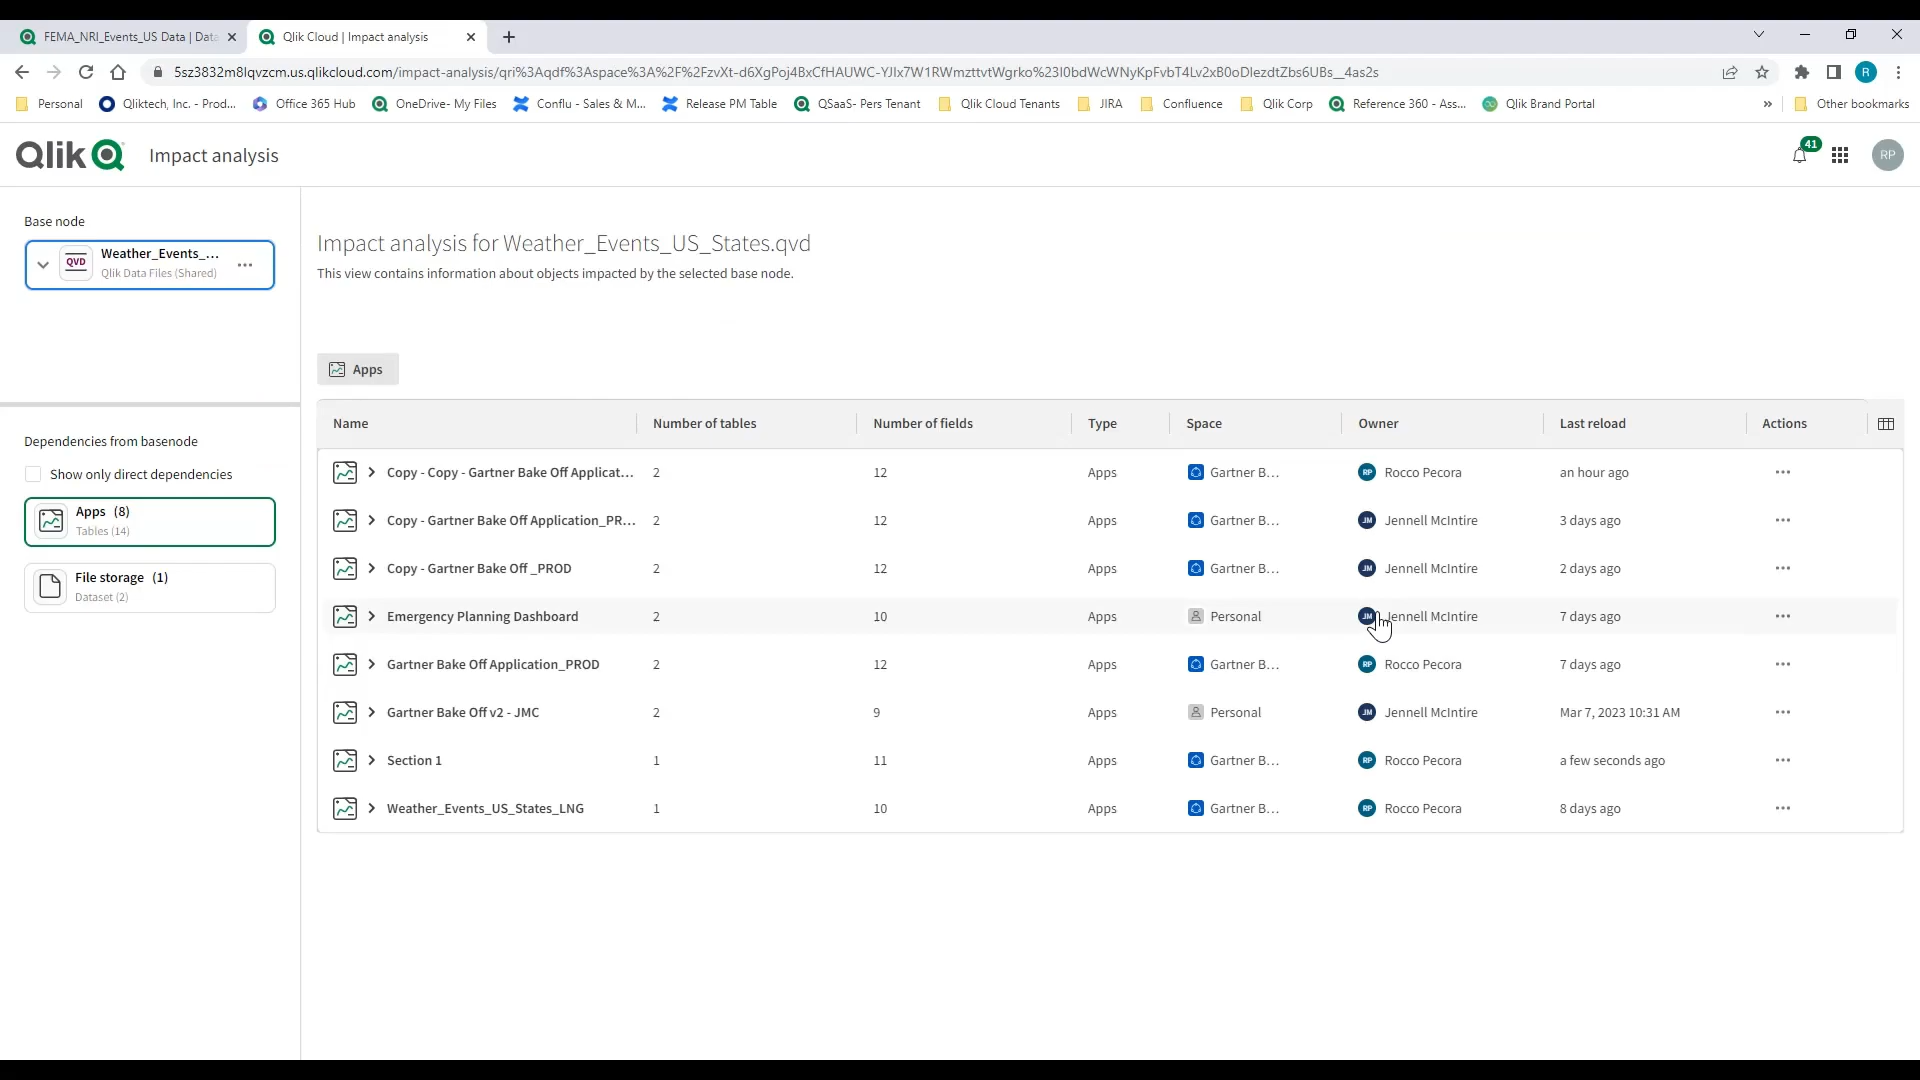 FEMA_NRI_Events_US Data | Data
Qlik Cloud | Impact analysis
5sz3832m8lqvzcm.us.qlikcloud.com/impact-analysis/qri%3Aqdf%3Aspace%3A%2F%2FzvXt-d6XgPoj4BxCfHAUWC-YJIx7W1RWmzttvtWgrko%23I0bdWcWNyKpFvbT4Lv2xB0oDlezdtZbs6UBs__4as2s
R
Personal
Qliktech, Inc. - Prod...
Office 365 Hub
OneDrive- My Files
Conflu - Sales & M...
Release PM Table
QSaaS- Pers Tenant
Qlik Cloud Tenants
JIRA
Confluence
Qlik Corp
Reference 360 - Ass...
Qlik Brand Portal
»
Other bookmarks
Qlik
Impact analysis
41
RP
Base node
QVD
Weather_Events_...
Qlik Data Files (Shared)
Dependencies from basenode
Show only direct dependencies
Apps (8)
Tables (14)
File storage (1)
Dataset (2)
Impact analysis for Weather_Events_US_States.qvd
This view contains information about objects impacted by the selected base node.
Apps
Name Number of tables Number of fields Type Space Owner Last reload Actions
Copy - Copy - Gartner Bake Off Applicat... 2 12 Apps Gartner B... RP Rocco Pecora an hour ago
Copy - Gartner Bake Off Application_PR... 2 12 Apps Gartner B... JM Jennell McIntire 3 days ago
Copy - Gartner Bake Off _PROD 2 12 Apps Gartner B... JM Jennell McIntire 2 days ago
Emergency Planning Dashboard 2 10 Apps Personal JM Jennell McIntire 7 days ago
Gartner Bake Off Application_PROD 2 12 Apps Gartner B... RP Rocco Pecora 7 days ago
Gartner Bake Off v2 - JMC 2 9 Apps Personal JM Jennell McIntire Mar 7, 2023 10:31 AM
Section 1 1 11 Apps Gartner B... RP Rocco Pecora a few seconds ago
Weather_Events_US_States_LNG 1 10 Apps Gartner B... RP Rocco Pecora 8 days ago